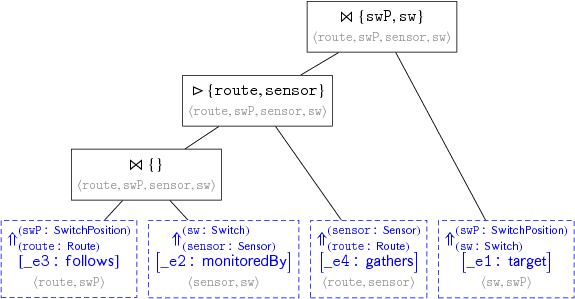 ⋈ {swP, sw}
⟨route, swP, sensor, sw⟩
▷ {route, sensor}
⟨route, swP, sensor, sw⟩
⋈ {}
⟨route, swP, sensor, sw⟩
⇑(swP: SwitchPosition)
(route: Route)
[_e3: follows]
⟨route, swP⟩
⇑(sw: Switch)
(sensor: Sensor)
[_e2: monitoredBy]
⟨sensor, sw⟩
⇑(sensor: Sensor)
(route: Route)
[_e4: gathers]
⟨route, sensor⟩
⇑(swP: SwitchPosition)
(sw: Switch)
[_e1: target]
⟨sw, swP⟩